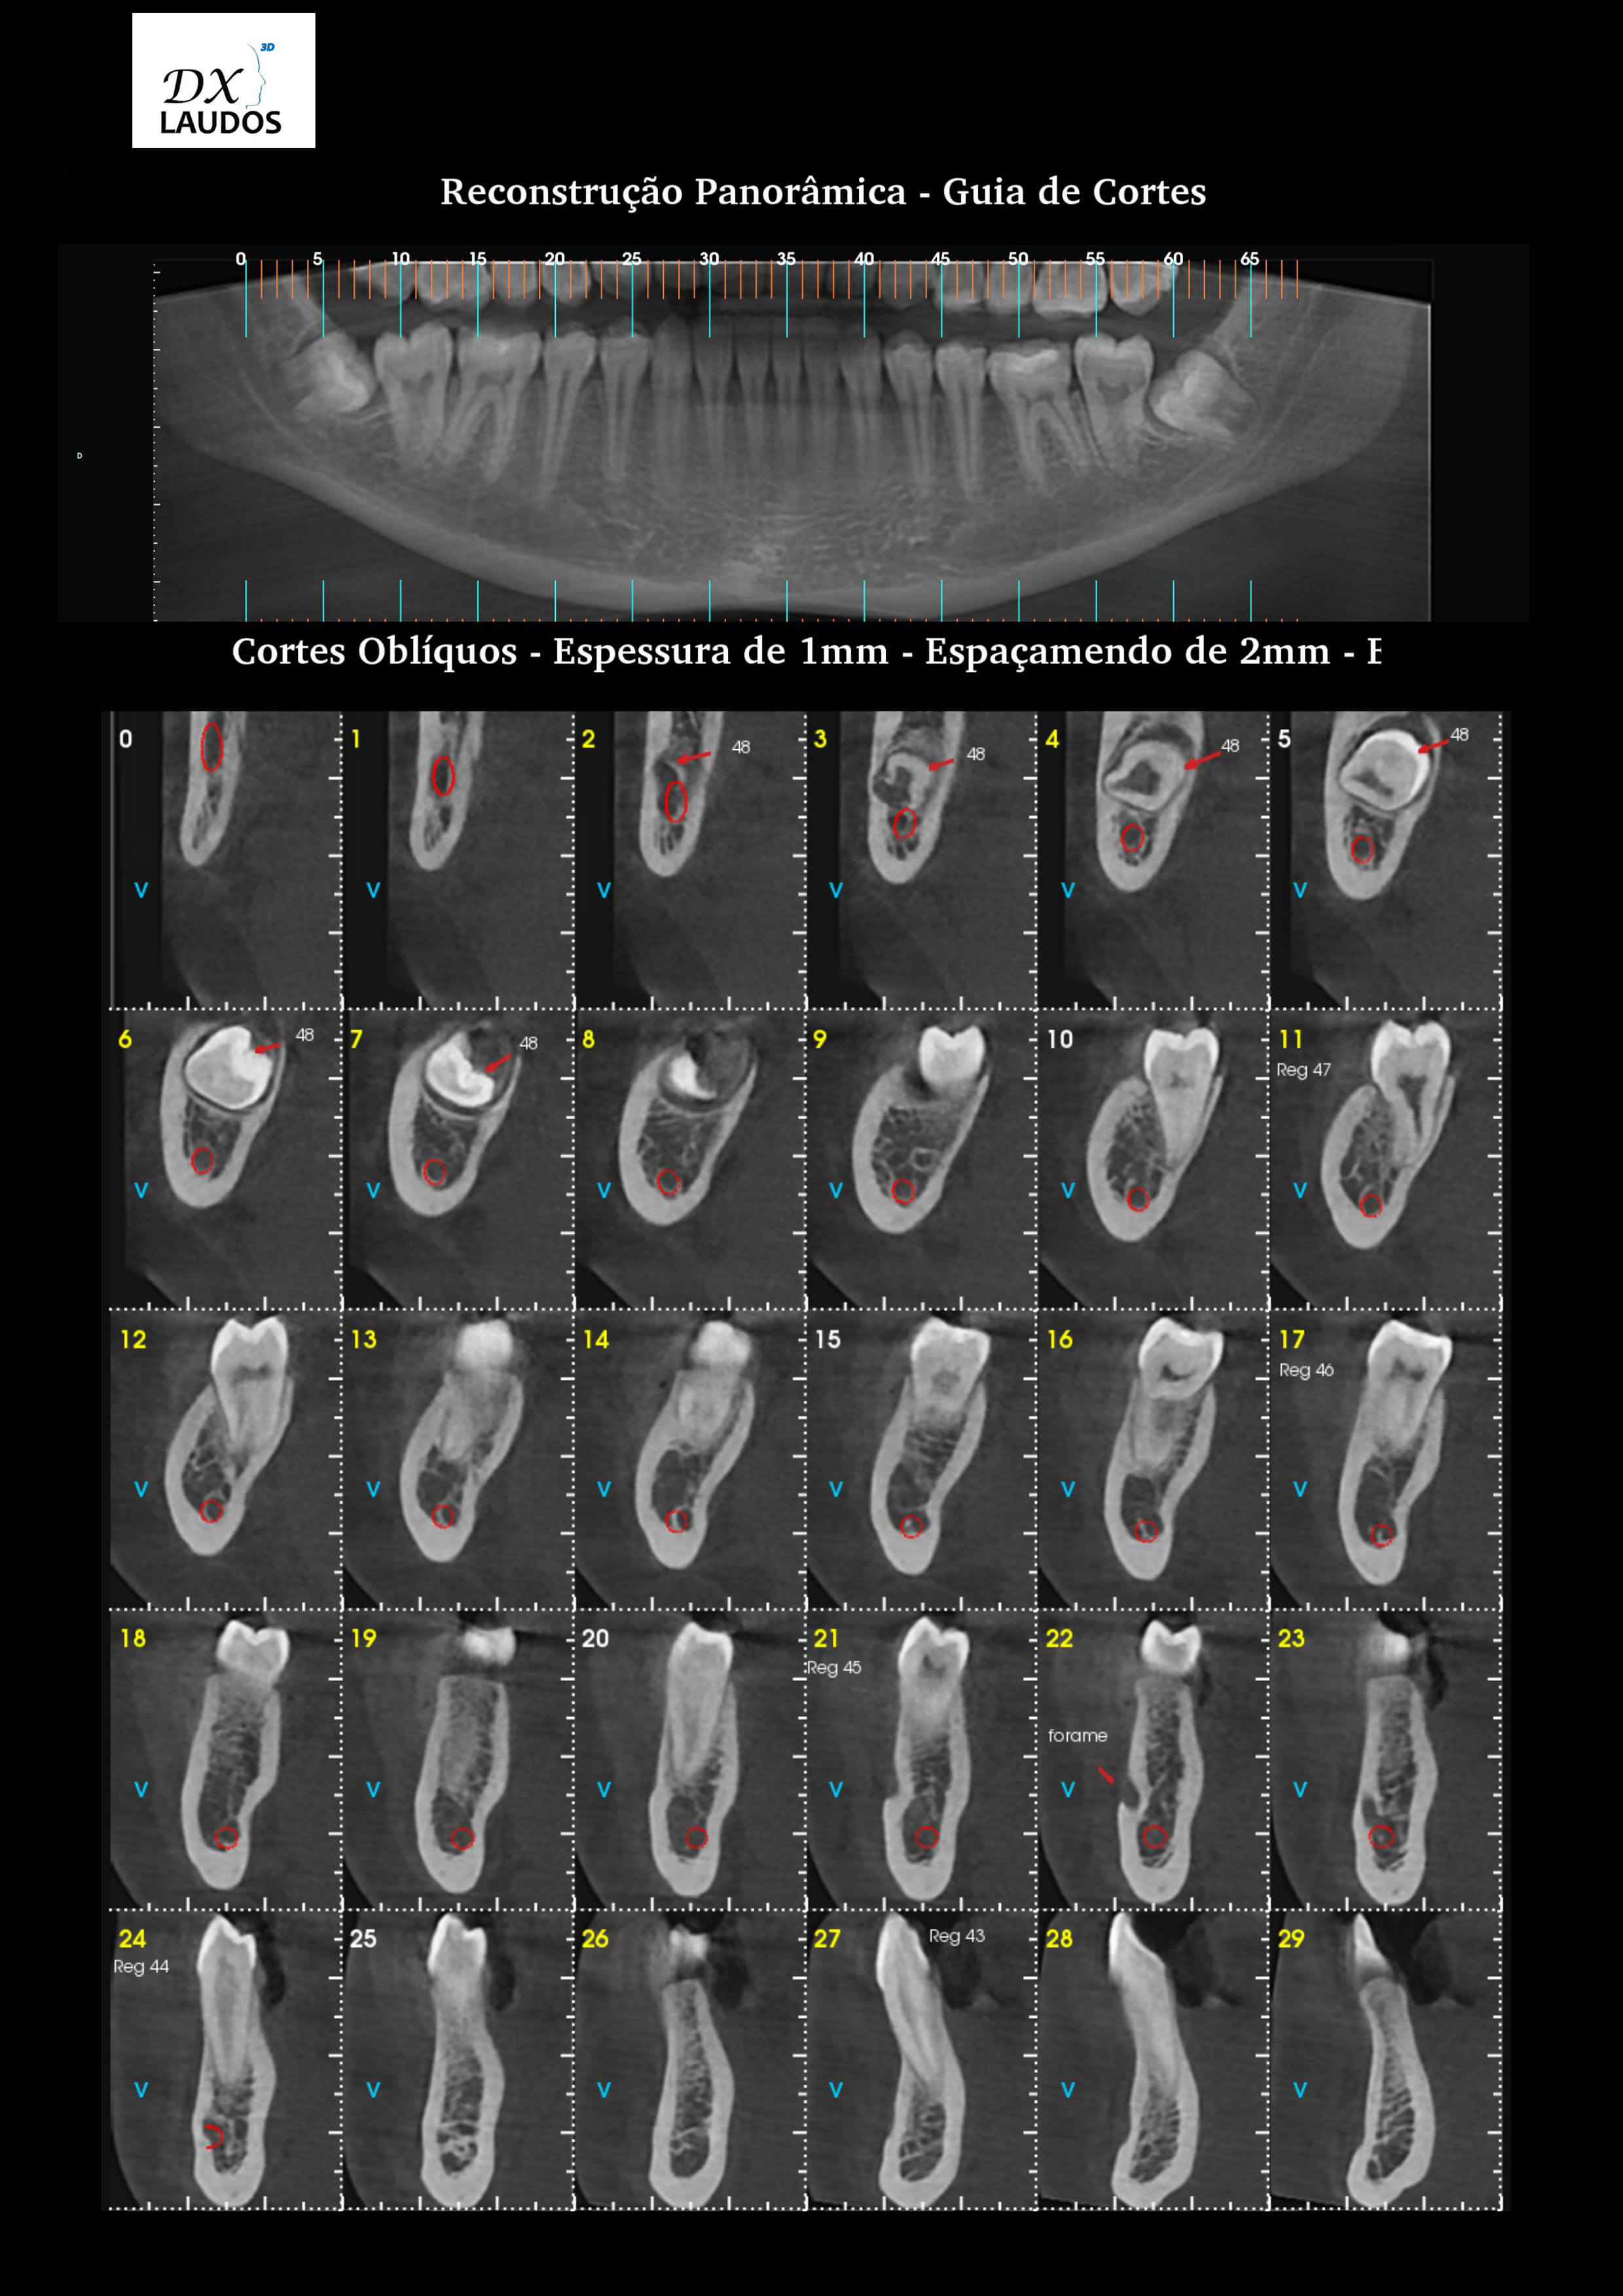 3D
DX
LAUDOS
Reconstrução Panorâmica - Guia de Cortes
0 5 10 15 20 25 30 35 40 45 50 55 60 65
D
Cortes Oblíquos - Espessura de 1mm - Espaçamendo de 2mm - E
0 1 2 48 3 48 4 48 5 48
V V V V V V
6 48 7 48 8 9 10 11
Reg 47
V V V V V V
12 13 14 15 16 17
Reg 46
V V V V V V
18 19 20 21 22 23
Reg 45
forame
V V V V V V
24 25 26 27 Reg 43 28 29
Reg 44
V V V V V V